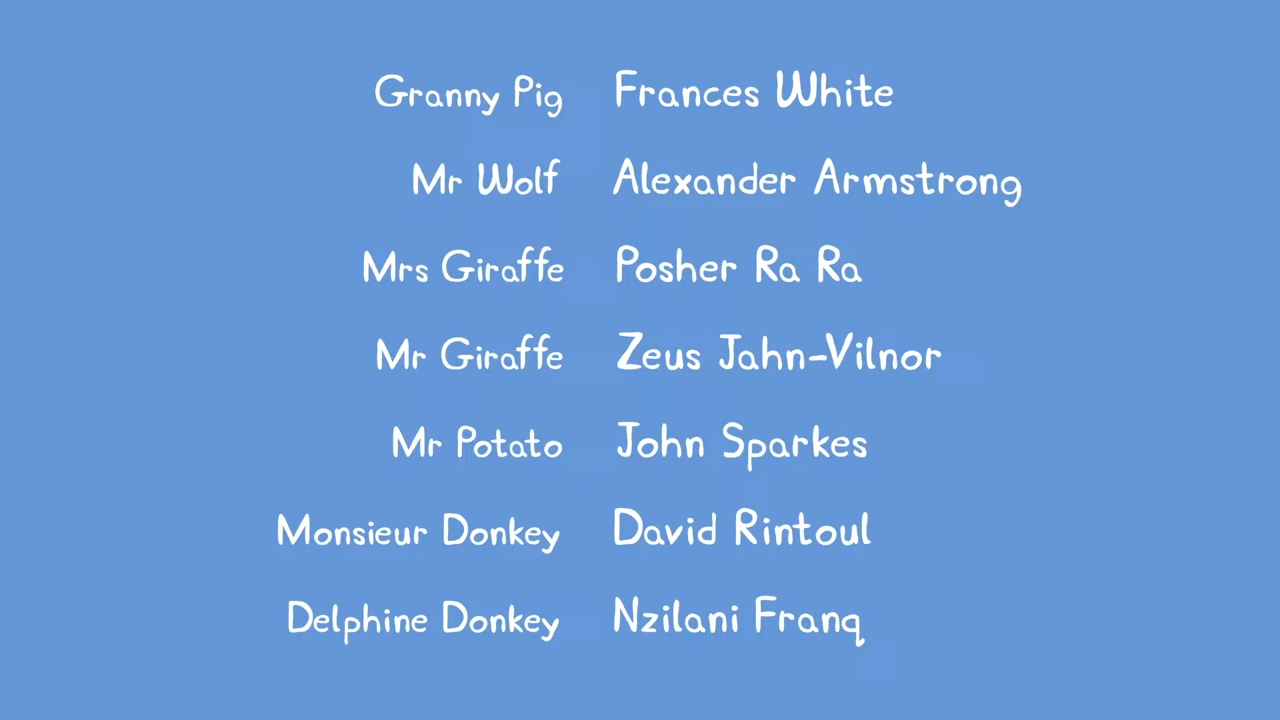 Granny Pig Frances White
Mr Wolf Alexander Armstrong
Mrs Giraffe Posher Ra Ra
Mr Giraffe Zeus Jahn-Vilnor
Mr Potato John Sparkes
Monsieur Donkey David Rintoul
Delphine Donkey Nzilani Franq